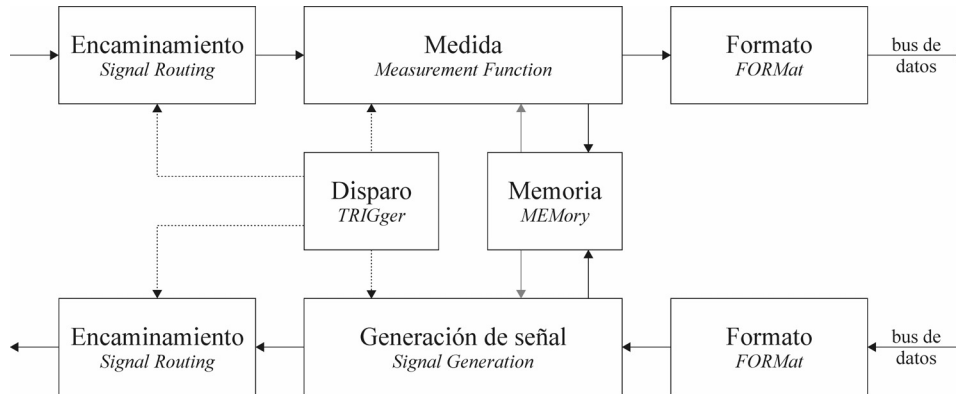 Encaminamiento
Signal Routing
Medida
Measurement Function
Formato
FORMat
bus de
datos
Disparo
TRIGger
Memoria
MEMory
Encaminamiento
Signal Routing
Generación de señal
Signal Generation
Formato
FORMat
bus de
datos